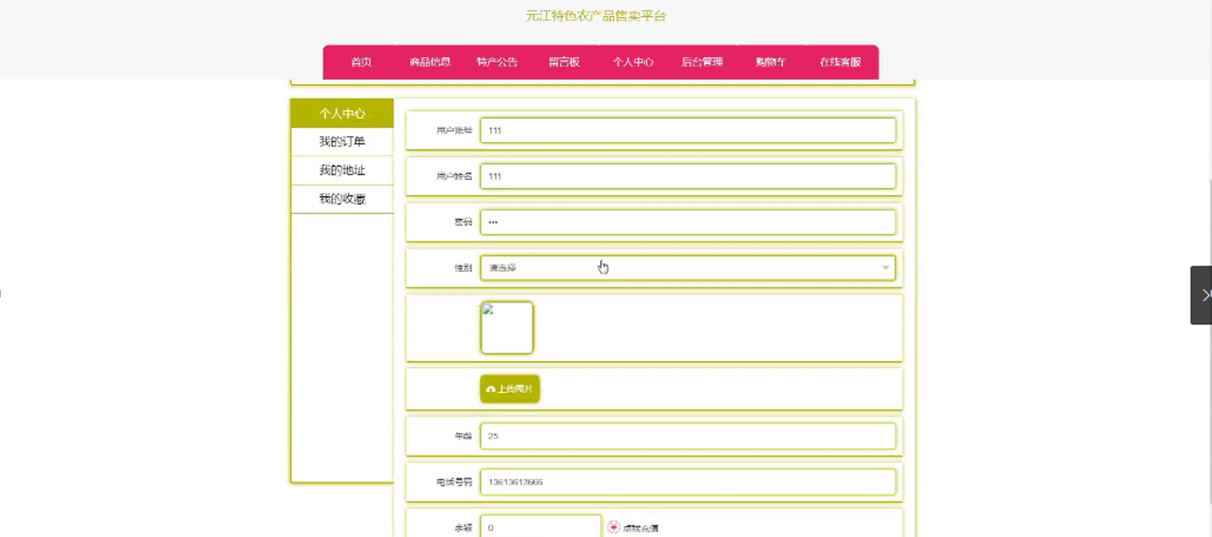 元江特色农产品售卖平台
首页 商品信息 特产公告 留言板 个人中心 后台管理 购物车 在线客服
个人中心
我的订单
我的地址
我的收藏
用户账号 111
用户姓名 111
密码 •••
性别 请选择
上传图片
年龄 25
电话号码 13613613666
余额 0 点我充值